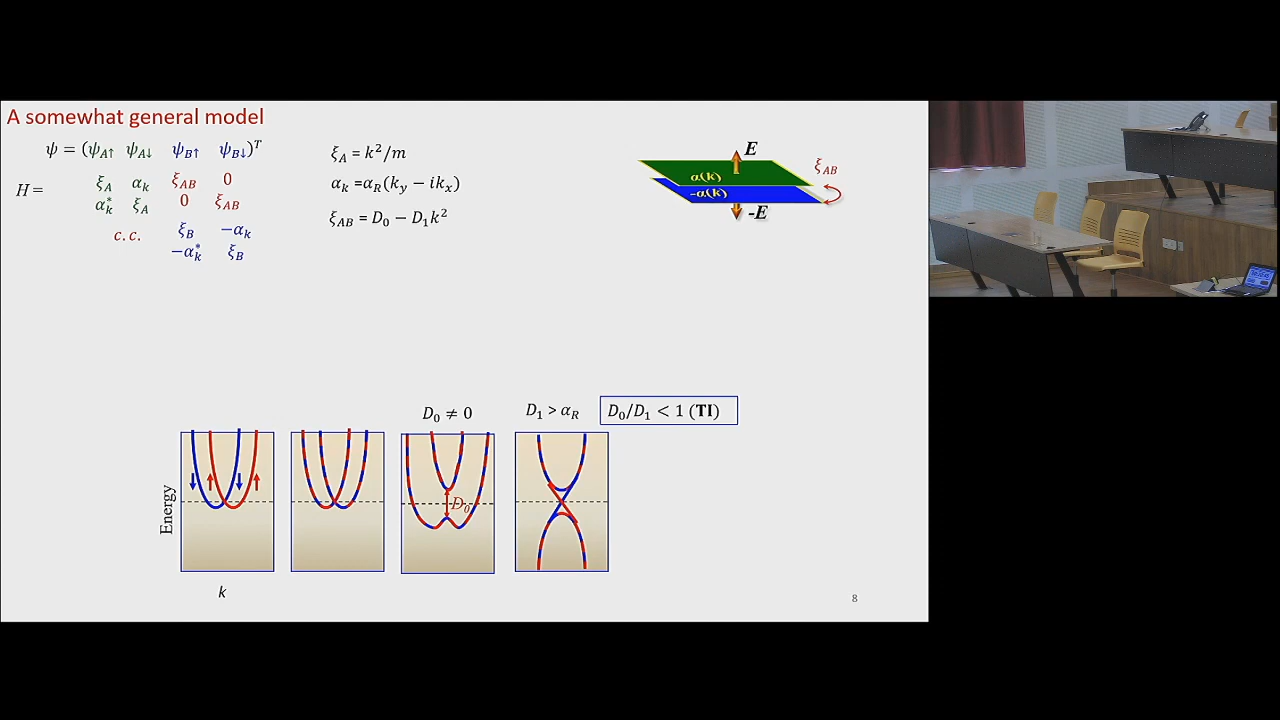 A somewhat general model
ψ = (ψA↑ ψA↓ ψB↑ ψB↓)^T
H =
ξA αk ξAB 0
αk* ξA 0 ξAB
c.c. ξB −αk
−αk* ξB
ξA = k²/m
αk =αR(ky − ikx)
ξAB = D0 − D1k²
E
α(k)
-α(k)
-E
ξAB
D0 ≠ 0
D1 > αR
D0/D1 < 1 (TI)
Energy
D0
k
8